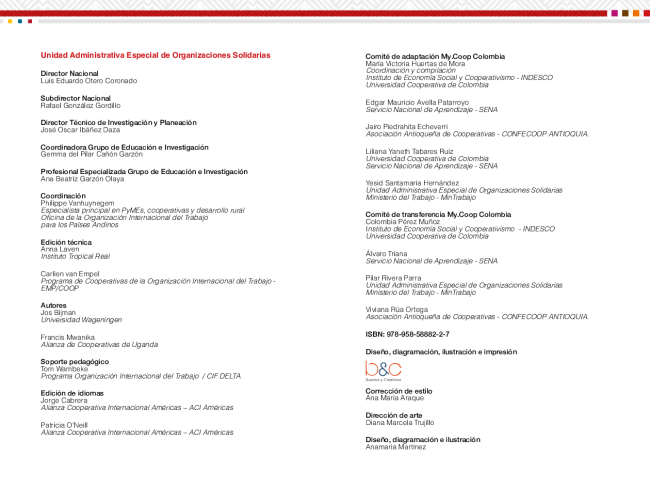 Unidad Administrativa Especial de Organizaciones Solidarias
Director Nacional
Luis Eduardo Otero Coronado
Subdirector Nacional
Rafael González Gordillo
Director Técnico de Investigación y Planeación
José Oscar Ibáñez Daza
Coordinadora Grupo de Educación e Investigación
Gemma del Pilar Cañón Garzón
Profesional Especializada Grupo de Educación e Investigación
Ana Beatriz Garzón Olaya
Coordinación
Philippe Vanhuynegem
Especialista principal en PyMEs, cooperativas y desarrollo rural
Oficina de la Organización Internacional del Trabajo
para los Países Andinos
Edición técnica
Anna Laven
Instituto Tropical Real
Carlien van Empel
Programa de Cooperativas de la Organización Internacional del Trabajo -
EMP/COOP
Autores
Jos Bijman
Universidad Wageningen
Francis Mwanika
Alianza de Cooperativas de Uganda
Soporte pedagógico
Tom Wambeke
Programa Organización Internacional del Trabajo / CIF DELTA
Edición de idiomas
Jorge Cabrera
Alianza Cooperativa Internacional Américas – ACI Américas
Patricia O'Neill
Alianza Cooperativa Internacional Américas – ACI Américas
Comité de adaptación My.Coop Colombia
María Victoria Huertas de Mora
Coordinación y compilación
Instituto de Economía Social y Cooperativismo - INDESCO
Universidad Cooperativa de Colombia
Edgar Mauricio Avella Patarroyo
Servicio Nacional de Aprendizaje - SENA
Jairo Piedrahita Echeverri
Asociación Antioqueña de Cooperativas - CONFECOOP ANTIOQUIA.
Liliana Yaneth Tabares Ruiz
Universidad Cooperativa de Colombia
Servicio Nacional de Aprendizaje - SENA
Yesid Santamaría Hernández
Unidad Administrativa Especial de Organizaciones Solidarias
Ministerio del Trabajo - MinTrabajo
Comité de transferencia My.Coop Colombia
Colombia Pérez Muñoz
Instituto de Economía Social y Cooperativismo - INDESCO
Universidad Cooperativa de Colombia
Álvaro Triana
Servicio Nacional de Aprendizaje - SENA
Pilar Rivera Parra
Unidad Administrativa Especial de Organizaciones Solidarias
Ministerio del Trabajo - MinTrabajo
Viviana Rúa Ortega
Asociación Antioqueña de Cooperativas - CONFECOOP ANTIOQUIA.
ISBN: 978-958-58882-2-7
Diseño, diagramación, ilustración e impresión
b&c
Buenos y Creativos
Corrección de estilo
Ana María Araque
Dirección de arte
Diana Marcela Trujillo
Diseño, diagramación e ilustración
Anamaría Martínez